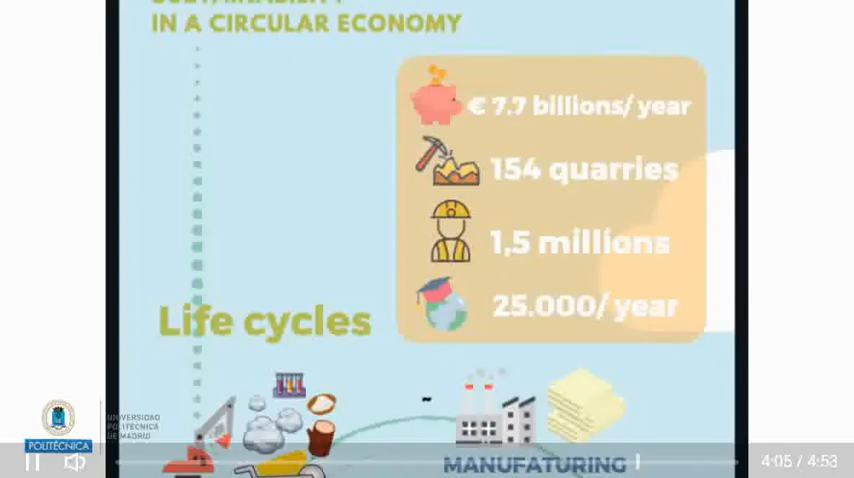 IN A CIRCULAR ECONOMY
€ 7.7 billions/year
154 quarries
1,5 millions
25.000/year
Life cycles
~
MANUFATURING
UNIVERSIDAD
POLITÉCNICA
DE MADRID
POLITÉCNICA
4:05 / 4:53